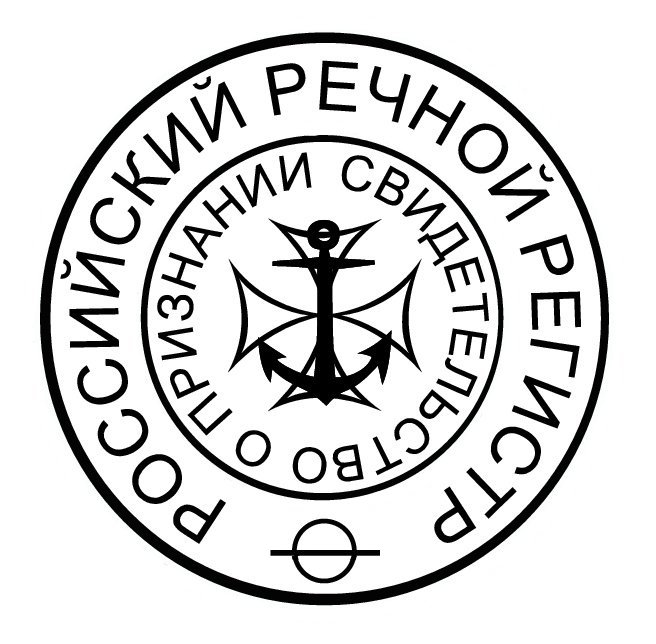 РОССИЙСКИЙ РЕЧНОЙ РЕГИСТР
СВИДЕТЕЛЬСТВО О ПРИЗНАНИИ